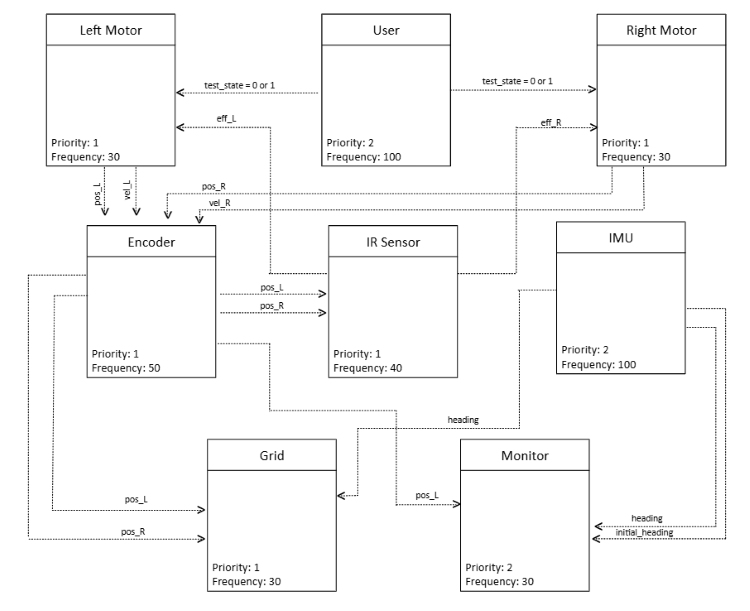 Left Motor
User
Right Motor
test_state = 0 or 1
test_state = 0 or 1
eff_L
eff_R
Priority: 1
Frequency: 30
Priority: 2
Frequency: 100
Priority: 1
Frequency: 30
pos_L
vel_L
pos_R
vel_R
Encoder
IR Sensor
IMU
pos_L
pos_R
Priority: 1
Frequency: 50
Priority: 1
Frequency: 40
Priority: 2
Frequency: 100
heading
Grid
Monitor
pos_L
pos_R
pos_L
heading
initial_heading
Priority: 1
Frequency: 30
Priority: 2
Frequency: 30